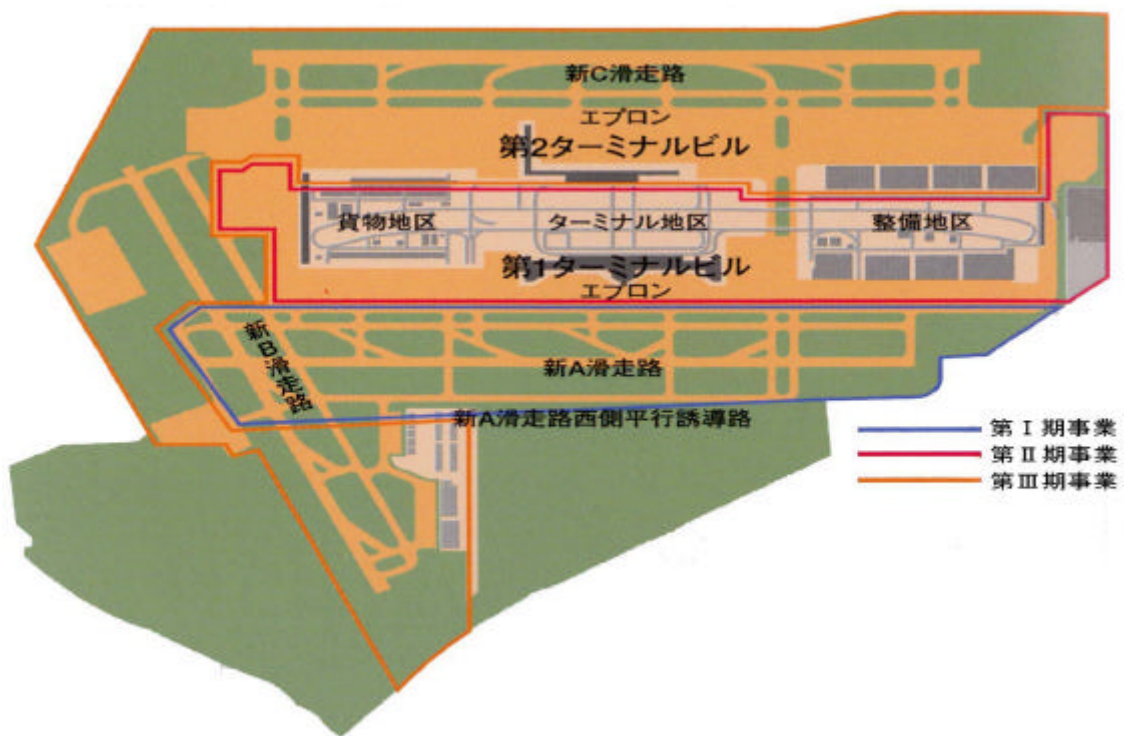 新C滑走路
エプロン
第2ターミナルビル
貨物地区
ターミナル地区
整備地区
第1ターミナルビル
エプロン
新B滑走路
新A滑走路
新A滑走路西側平行誘導路
第Ⅰ期事業
第Ⅱ期事業
第Ⅲ期事業